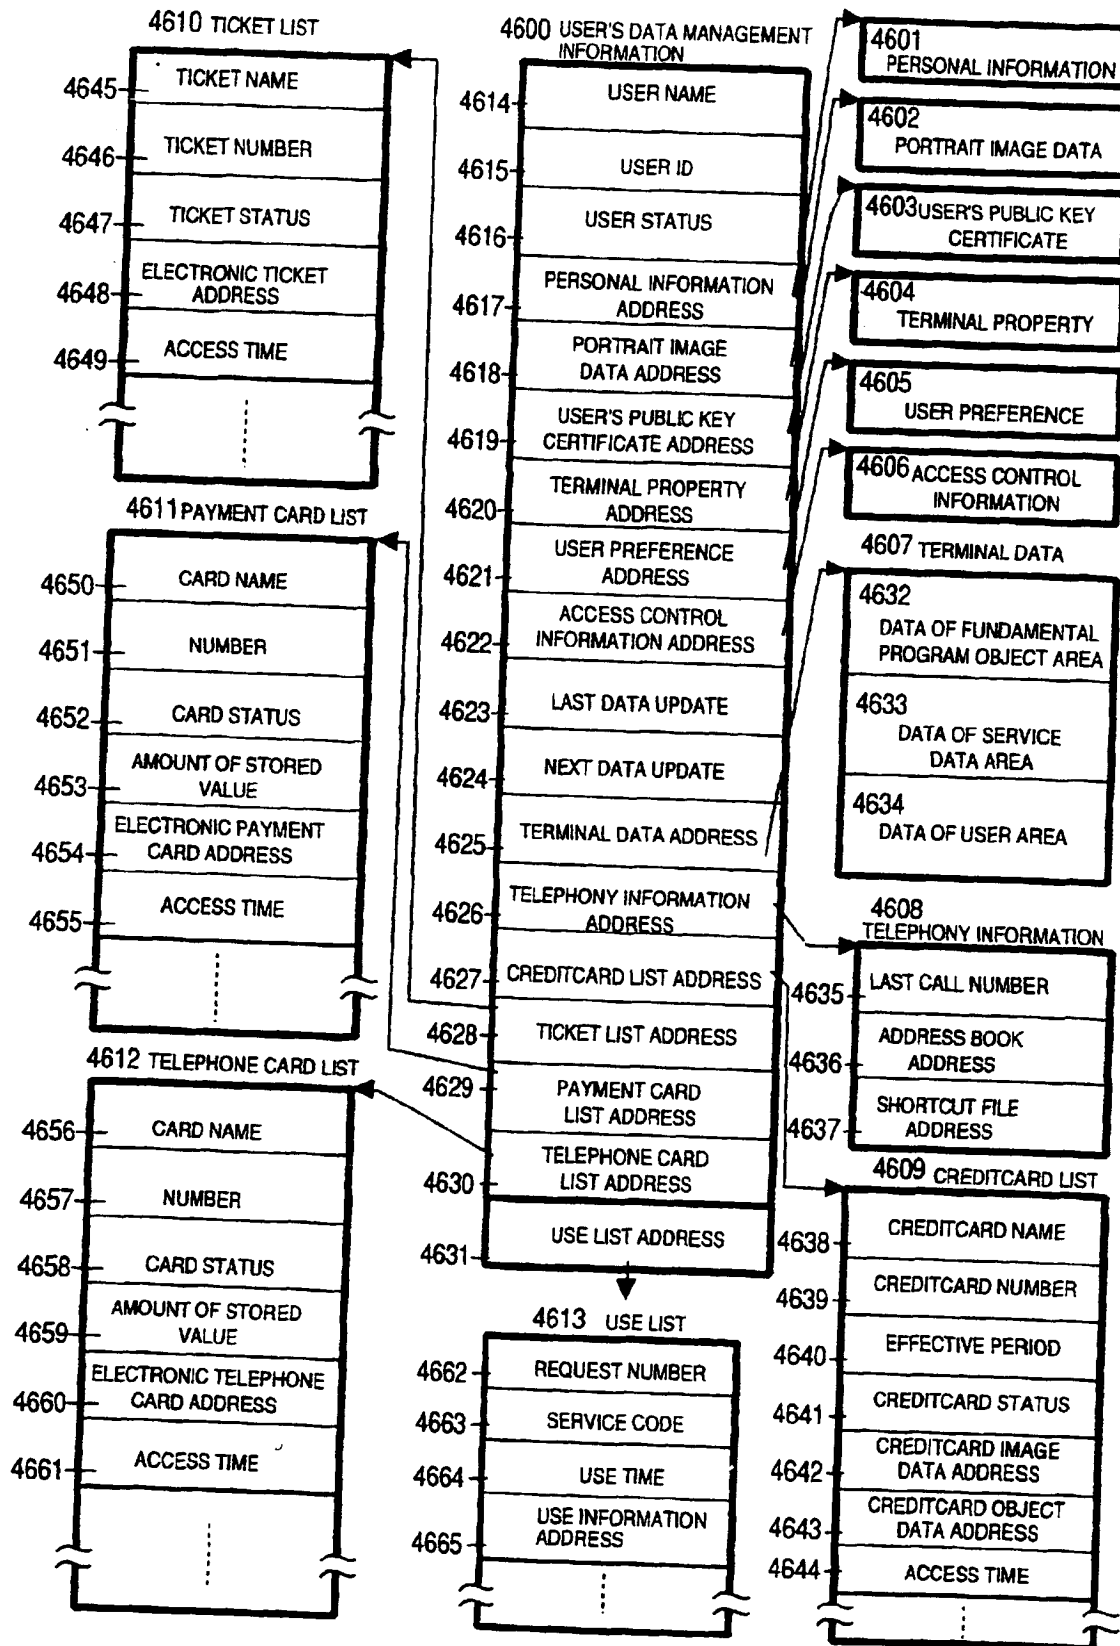 4610 TICKET LIST
4645 TICKET NAME
4646 TICKET NUMBER
4647 TICKET STATUS
4648 ELECTRONIC TICKET
ADDRESS
4649 ACCESS TIME
4611 PAYMENT CARD LIST
4650 CARD NAME
4651 NUMBER
4652 CARD STATUS
4653 AMOUNT OF STORED
VALUE
4654 ELECTRONIC PAYMENT
CARD ADDRESS
4655 ACCESS TIME
4612 TELEPHONE CARD LIST
4656 CARD NAME
4657 NUMBER
4658 CARD STATUS
4659 AMOUNT OF STORED
VALUE
4660 ELECTRONIC TELEPHONE
CARD ADDRESS
4661 ACCESS TIME
4600 USER'S DATA MANAGEMENT
INFORMATION
4614 USER NAME
4615 USER ID
4616 USER STATUS
4617 PERSONAL INFORMATION
ADDRESS
4618 PORTRAIT IMAGE
DATA ADDRESS
4619 USER'S PUBLIC KEY
CERTIFICATE ADDRESS
4620 TERMINAL PROPERTY
ADDRESS
4621 USER PREFERENCE
ADDRESS
4622 ACCESS CONTROL
INFORMATION ADDRESS
4623 LAST DATA UPDATE
4624 NEXT DATA UPDATE
4625 TERMINAL DATA ADDRESS
4626 TELEPHONY INFORMATION
ADDRESS
4627 CREDITCARD LIST ADDRESS
4628 TICKET LIST ADDRESS
4629 PAYMENT CARD
LIST ADDRESS
4630 TELEPHONE CARD
LIST ADDRESS
4631 USE LIST ADDRESS
4613 USE LIST
4662 REQUEST NUMBER
4663 SERVICE CODE
4664 USE TIME
4665 USE INFORMATION
ADDRESS
4601
PERSONAL INFORMATION
4602
PORTRAIT IMAGE DATA
4603 USER'S PUBLIC KEY
CERTIFICATE
4604
TERMINAL PROPERTY
4605
USER PREFERENCE
4606 ACCESS CONTROL
INFORMATION
4607 TERMINAL DATA
4632
DATA OF FUNDAMENTAL
PROGRAM OBJECT AREA
4633
DATA OF SERVICE
DATA AREA
4634
DATA OF USER AREA
4608
TELEPHONY INFORMATION
4635 LAST CALL NUMBER
4636 ADDRESS BOOK
ADDRESS
4637 SHORTCUT FILE
ADDRESS
4609 CREDITCARD LIST
4638 CREDITCARD NAME
4639 CREDITCARD NUMBER
4640 EFFECTIVE PERIOD
4641 CREDITCARD STATUS
4642 CREDITCARD IMAGE
DATA ADDRESS
4643 CREDITCARD OBJECT
DATA ADDRESS
4644 ACCESS TIME